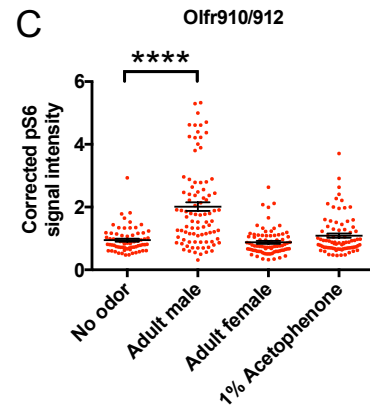 C
Olfr910/912
****
Corrected pS6
signal intensity
6
4
2
0
No odor
Adult male
Adult female
1% Acetophenone